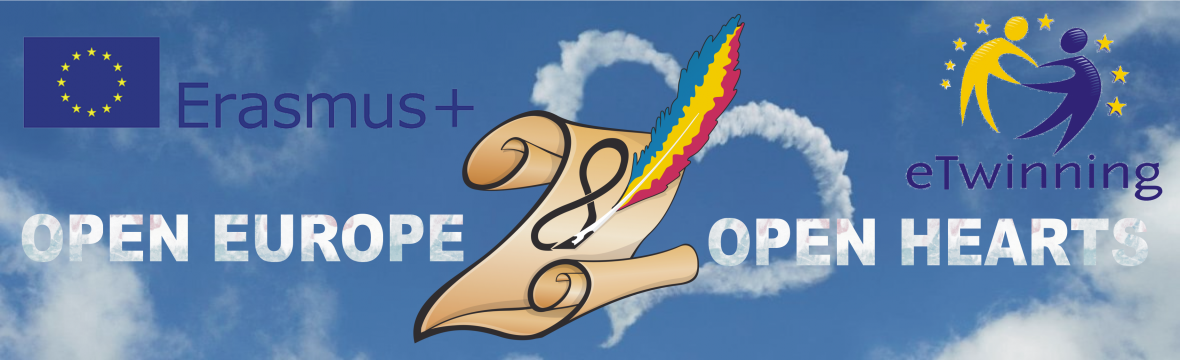 Erasmus+
eTwinning
OPEN EUROPE OPEN HEARTS